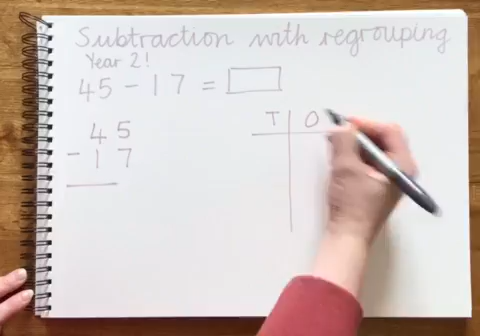 Subtraction with regrouping
Year 2!
45 - 17 =
45
- 17
T O